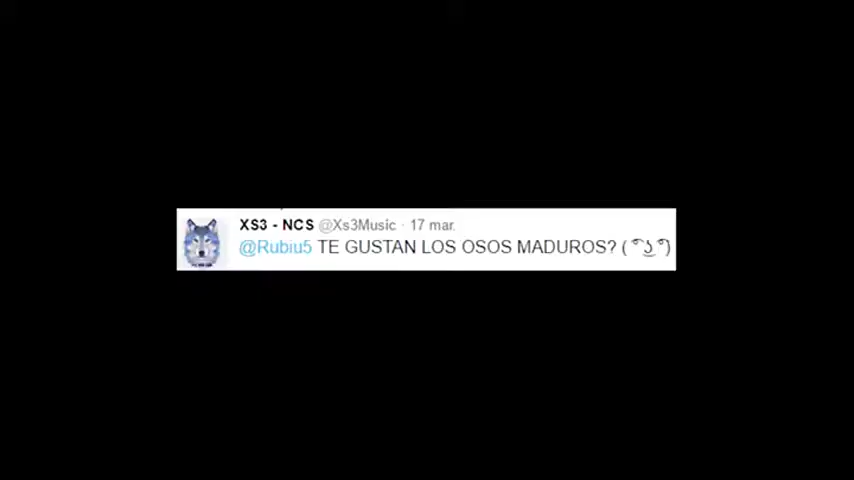 XS3 - NCS @Xs3Music · 17 mar.
@Rubiu5 TE GUSTAN LOS OSOS MADUROS? ( ͡° ͜ʖ ͡°)